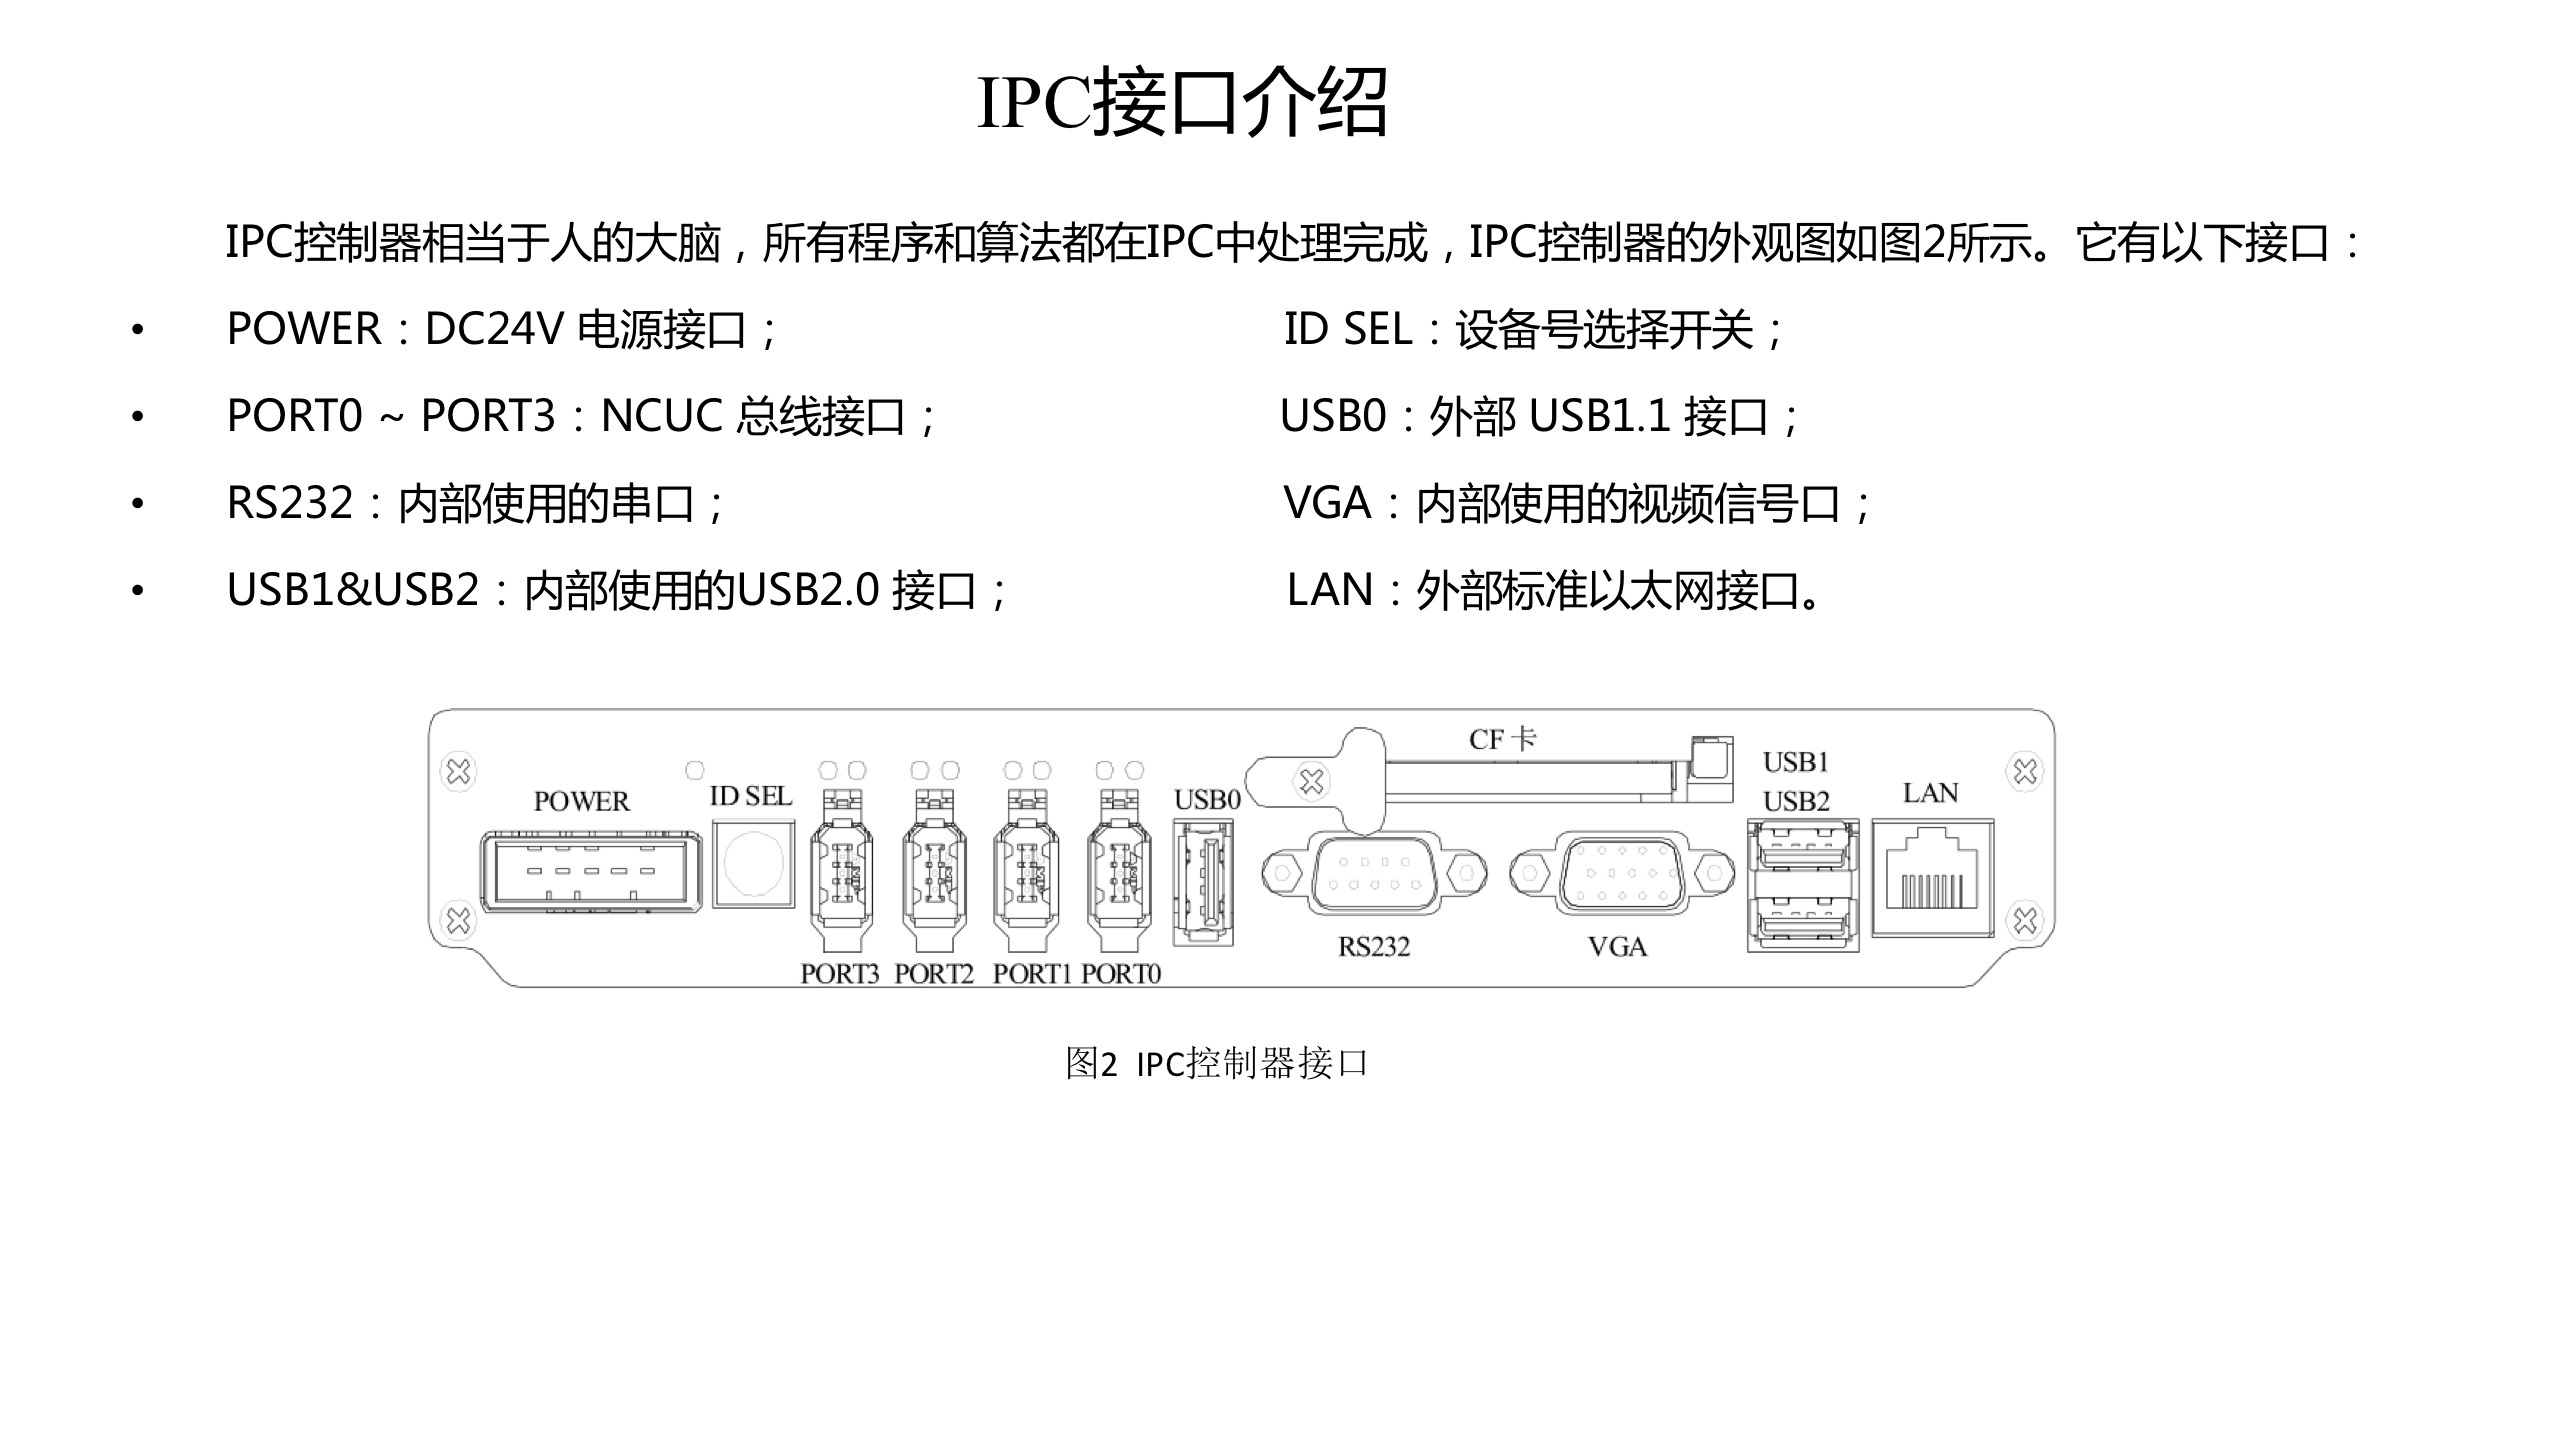 IPC接口介绍
IPC控制器相当于人的大脑，所有程序和算法都在IPC中处理完成，IPC控制器的外观图如图2所示。它有以下接口：
• POWER：DC24V 电源接口； ID SEL：设备号选择开关；
• PORT0 ~ PORT3：NCUC 总线接口； USB0：外部 USB1.1 接口；
• RS232：内部使用的串口； VGA：内部使用的视频信号口；
• USB1&USB2：内部使用的USB2.0 接口； LAN：外部标准以太网接口。
CF 卡
USB1
POWER ID SEL USB0 USB2 LAN
RS232 VGA
PORT3 PORT2 PORT1 PORT0
图2 IPC控制器接口